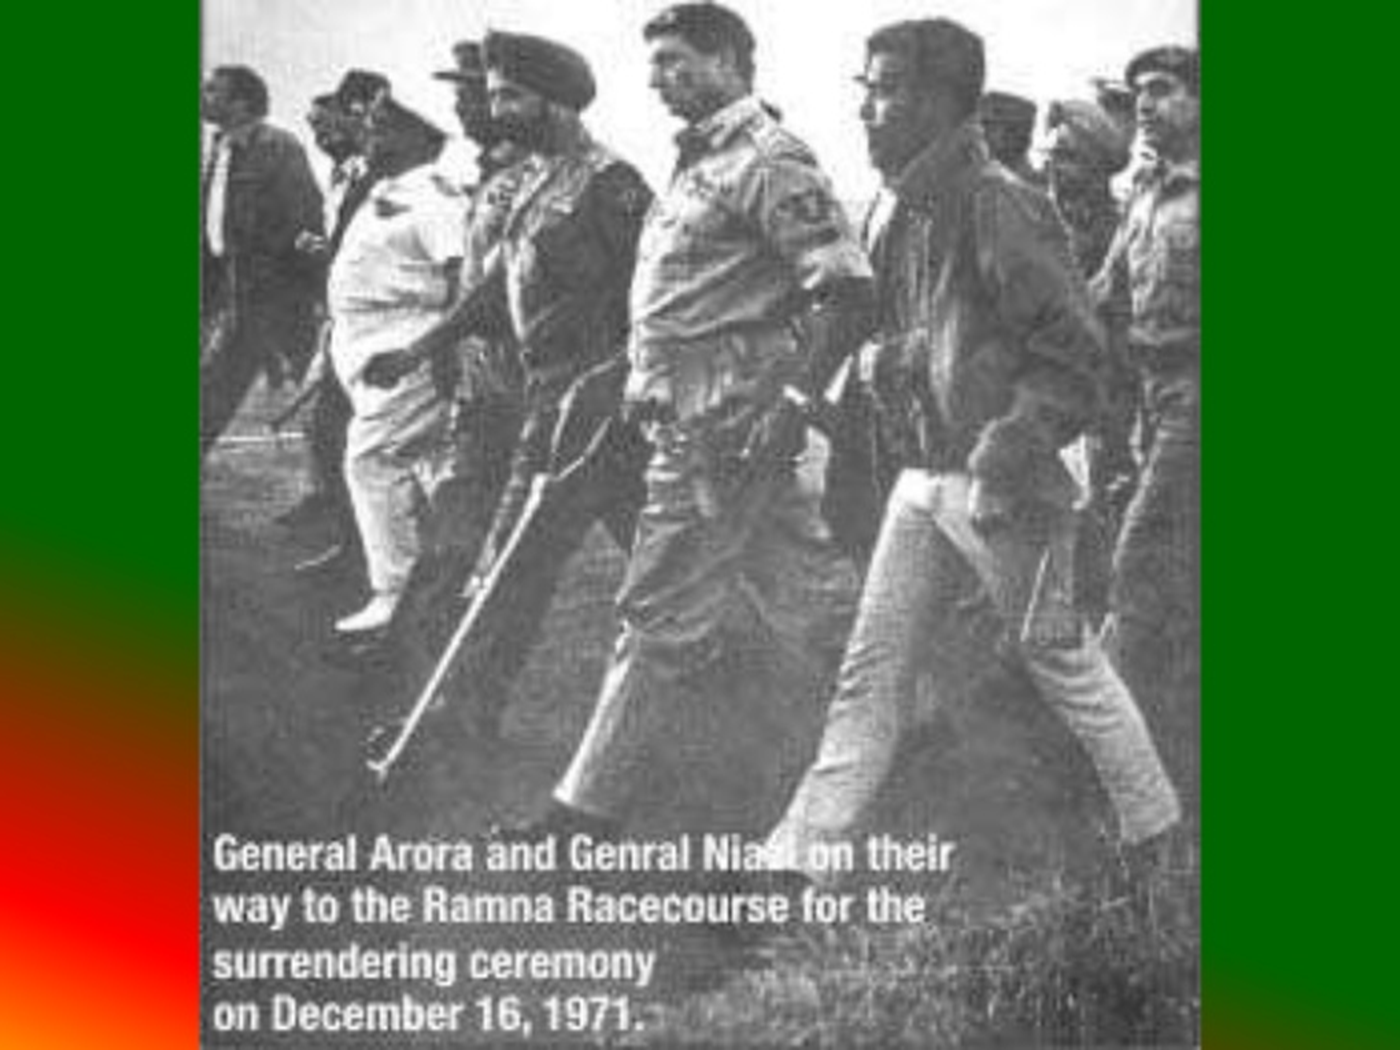 General Arora and Genral Niazi on their
way to the Ramna Racecourse for the
surrendering ceremony
on December 16, 1971.